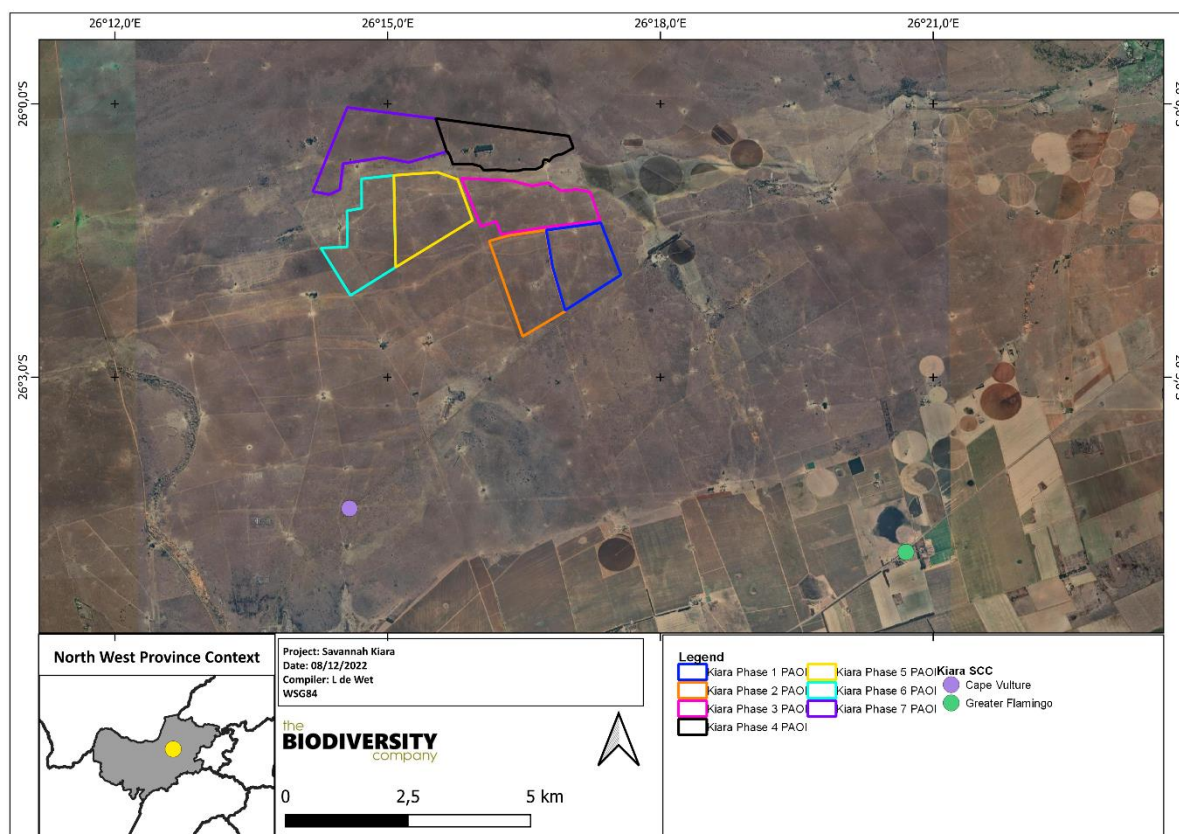 26°12,0'E 26°15,0'E 26°18,0'E 26°21,0'E
26°0,0'S
26°3,0'S
North West Province Context
Project: Savannah Kiara
Date: 08/12/2022
Compiler: L de Wet
WSG84
the
BIODIVERSITY
company
0 2,5 5 km
Legend
Kiara Phase 1 PAOI
Kiara Phase 2 PAOI
Kiara Phase 3 PAOI
Kiara Phase 4 PAOI
Kiara Phase 5 PAOI
Kiara Phase 6 PAOI
Kiara Phase 7 PAOI
Kiara SCC
Cape Vulture
Greater Flamingo